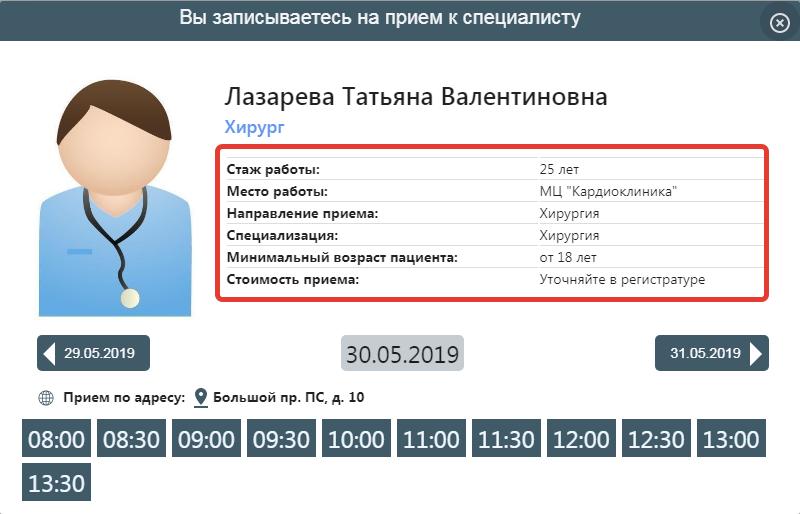 Вы записываетесь на прием к специалисту
Лазарева Татьяна Валентиновна
Хирург
Стаж работы: 25 лет
Место работы: МЦ "Кардиоклиника"
Направление приема: Хирургия
Специализация: Хирургия
Минимальный возраст пациента: от 18 лет
Стоимость приема: Уточняйте в регистратуре
29.05.2019 30.05.2019 31.05.2019
Прием по адресу: Большой пр. ПС, д. 10
08:00 08:30 09:00 09:30 10:00 11:00 11:30 12:00 12:30 13:00
13:30